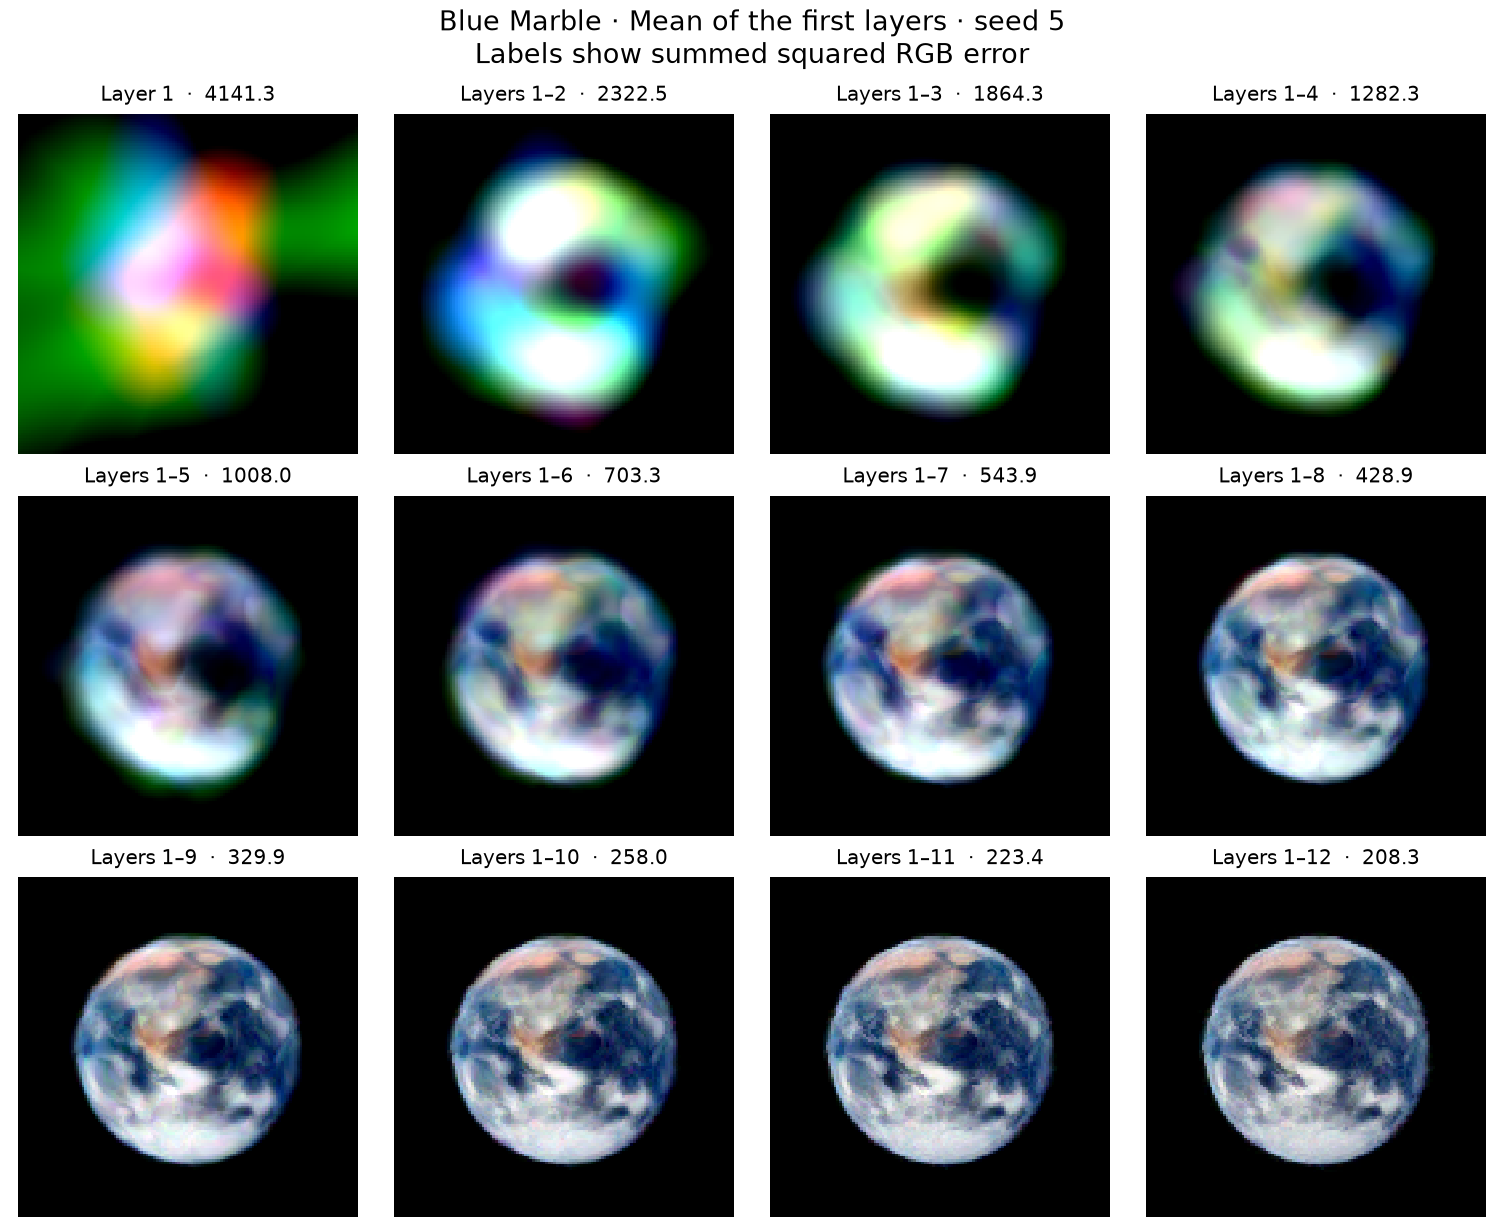 Blue Marble · Mean of the first layers · seed 5
Labels show summed squared RGB error
Layer 1 · 4141.3
Layers 1–2 · 2322.5
Layers 1–3 · 1864.3
Layers 1–4 · 1282.3
Layers 1–5 · 1008.0
Layers 1–6 · 703.3
Layers 1–7 · 543.9
Layers 1–8 · 428.9
Layers 1–9 · 329.9
Layers 1–10 · 258.0
Layers 1–11 · 223.4
Layers 1–12 · 208.3